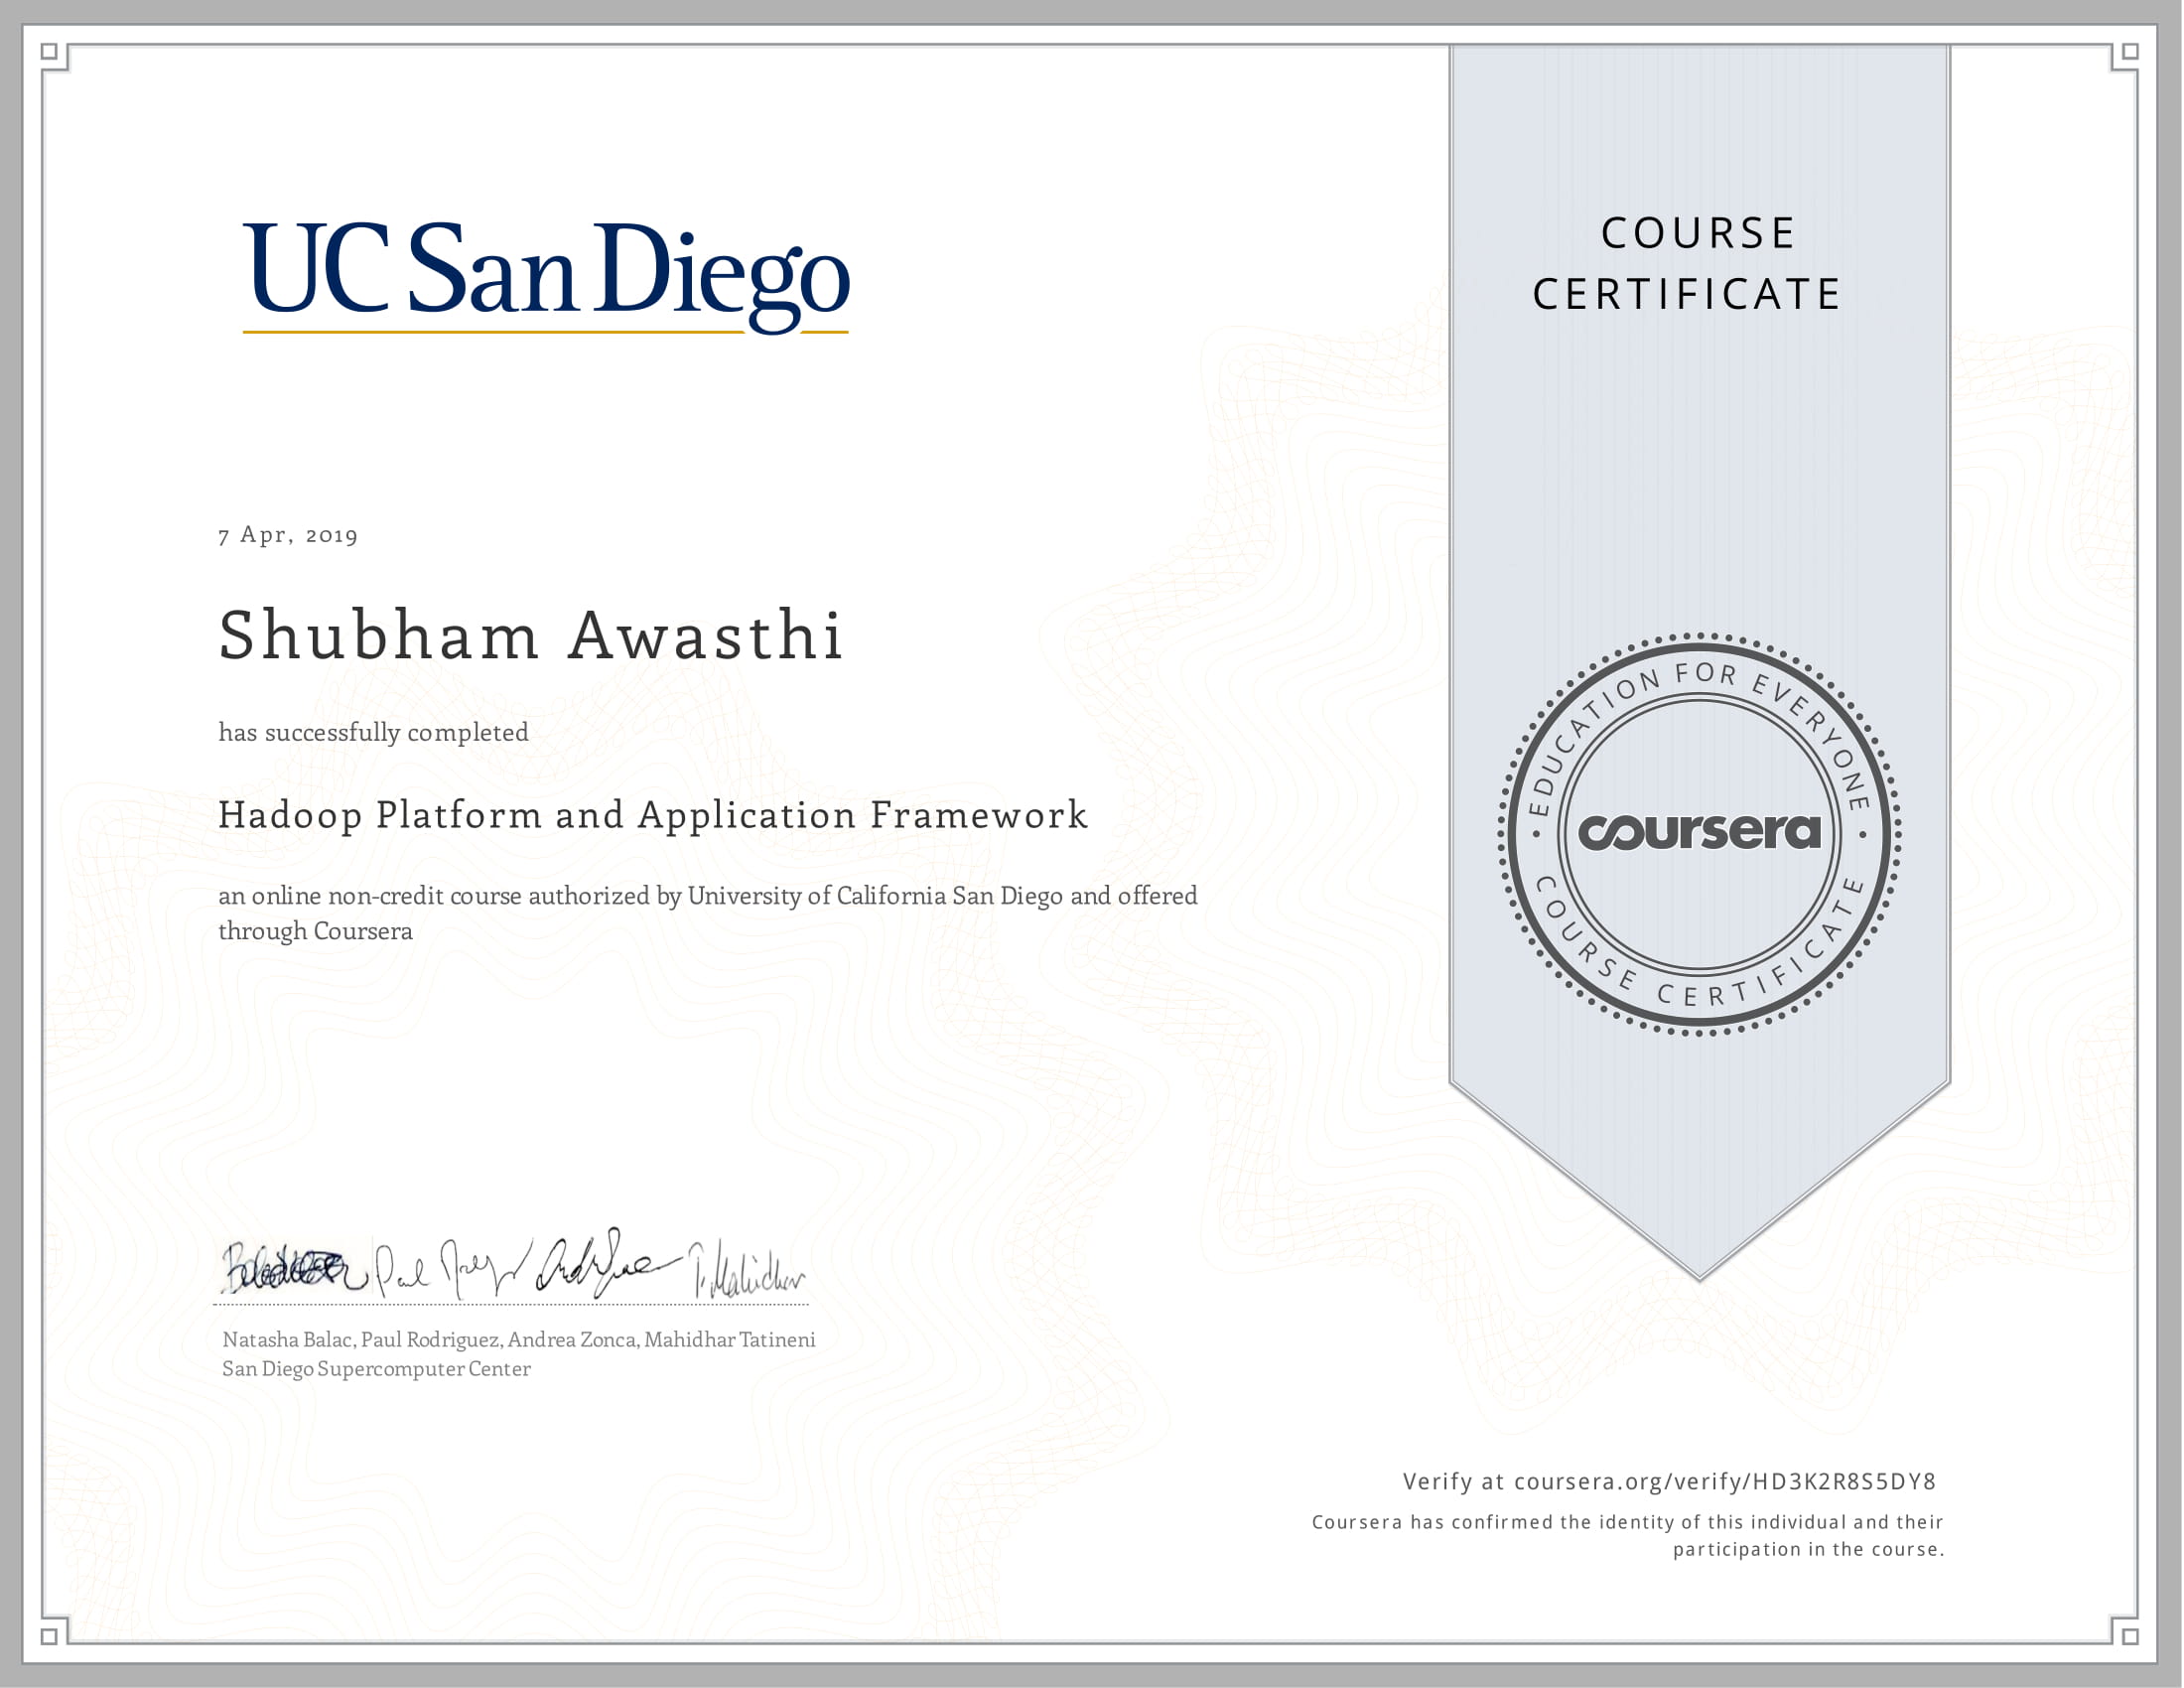 UC San Diego
COURSE
CERTIFICATE
7 Apr, 2019
Shubham Awasthi
has successfully completed
Hadoop Platform and Application Framework
an online non-credit course authorized by University of California San Diego and offered
through Coursera
EDUCATION FOR EVERYONE
coursera
COURSE CERTIFICATE
Natasha Balac, Paul Rodriguez, Andrea Zonca, Mahidhar Tatineni
San Diego Supercomputer Center
Verify at coursera.org/verify/HD3K2R8S5DY8
Coursera has confirmed the identity of this individual and their
participation in the course.